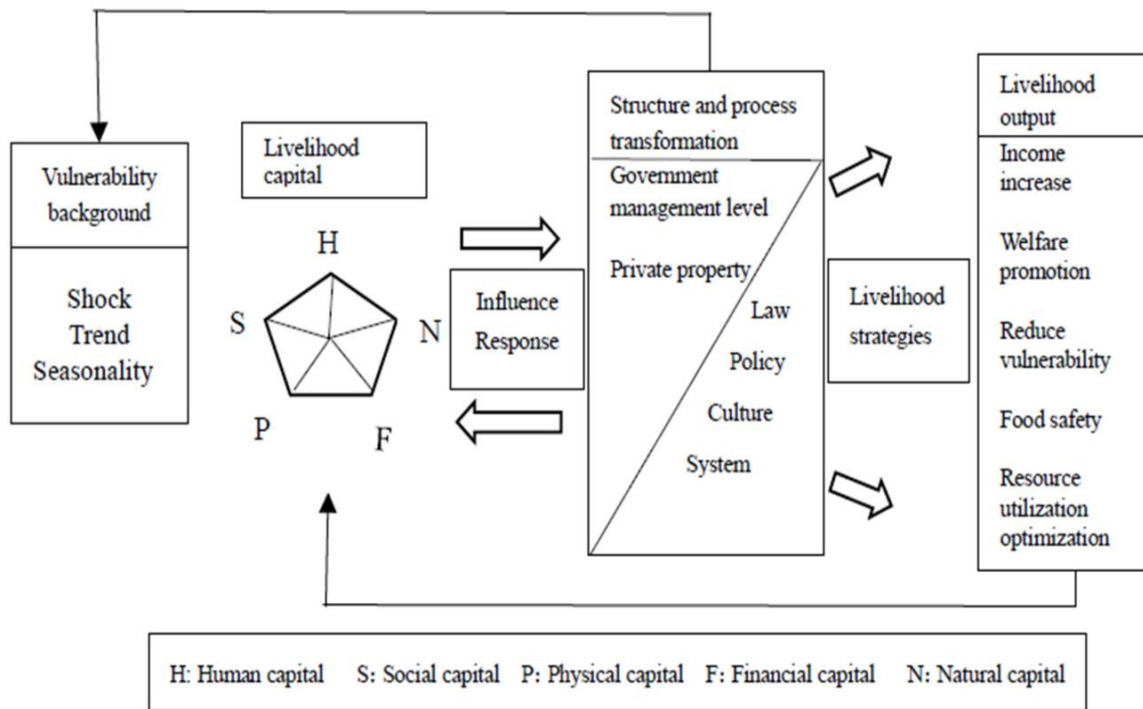 Vulnerability
background
Shock
Trend
Seasonality
Livelihood
capital
H
S
N
P
F
Influence
Response
Structure and process
transformation
Government
management level
Private property
Law
Policy
Culture
System
Livelihood
strategies
Livelihood
output
Income
increase
Welfare
promotion
Reduce
vulnerability
Food safety
Resource
utilization
optimization
H: Human capital S: Social capital P: Physical capital F: Financial capital N: Natural capital